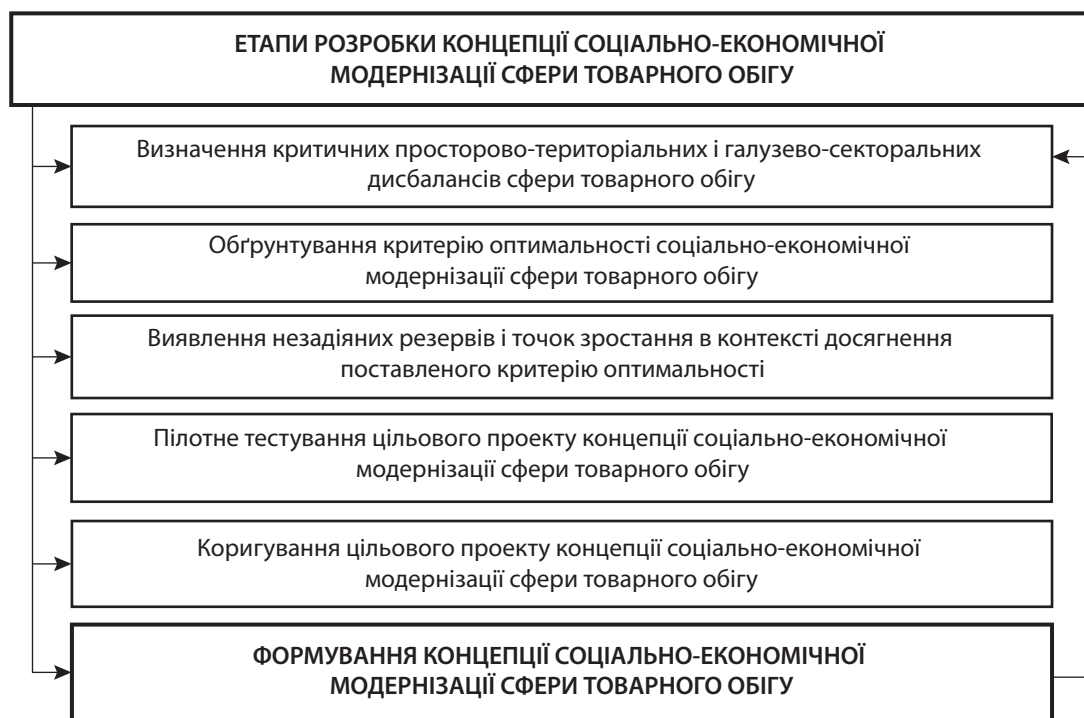 ЕТАПИ РОЗРОБКИ КОНЦЕПЦІЇ СОЦІАЛЬНО-ЕКОНОМІЧНОЇ
МОДЕРНІЗАЦІЇ СФЕРИ ТОВАРНОГО ОБІГУ
Визначення критичних просторово-територіальних і галузево-секторальних
дисбалансів сфери товарного обігу
Обґрунтування критерію оптимальності соціально-економічної
модернізації сфери товарного обігу
Виявлення незадіяних резервів і точок зростання в контексті досягнення
поставленого критерію оптимальності
Пілотне тестування цільового проекту концепції соціально-економічної
модернізації сфери товарного обігу
Коригування цільового проекту концепції соціально-економічної
модернізації сфери товарного обігу
ФОРМУВАННЯ КОНЦЕПЦІЇ СОЦІАЛЬНО-ЕКОНОМІЧНОЇ
МОДЕРНІЗАЦІЇ СФЕРИ ТОВАРНОГО ОБІГУ